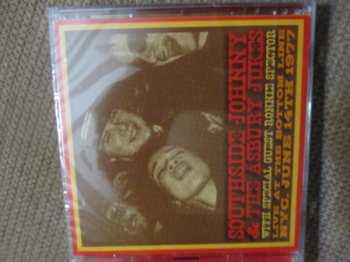 SOUTHSIDE JOHNNY
& THE ASBURY JUKES
WITH SPECIAL GUEST RONNIE SPECTOR
LIVE AT THE BOTTOM LINE
NYC, JUNE 14TH 1977